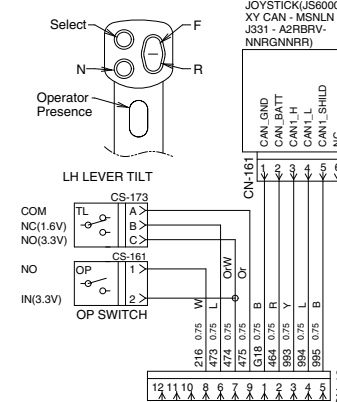 JOYSTICK(JS6000
XY CAN - MSNLN
J331 - A2RBRV-
NNRGNNRR)
Select
F
N
R
Operator
Presence
LH LEVER TILT
CAN_GND
CAN_BATT
CAN1_H
CAN1_L
CAN1_SHILD
NC
CN-161
1 2 3 4 5 6
CS-173
COM
TL
A
NC(1.6V)
B
NO(3.3V)
C
CS-161
NO
OP
1
IN(3.3V)
2
OP SWITCH
216 0.75 W
473 0.75 L
474 0.75 OrW
475 0.75 Or
G18 0.75 B
464 0.75 R
993 0.75 Y
994 0.75 L
995 0.75 B
12 11 10 8 6 7 9 1 2 3 4 5